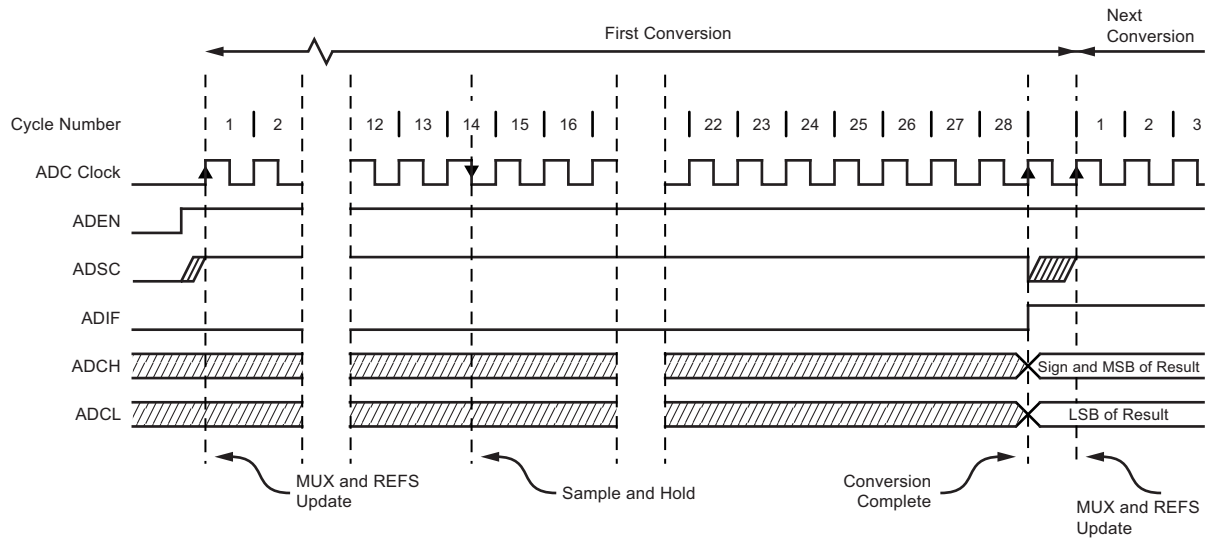 First Conversion
Next
Conversion
Cycle Number 1 2 12 13 14 15 16 22 23 24 25 26 27 28 1 2 3
ADC Clock
ADEN
ADSC
ADIF
ADCH Sign and MSB of Result
ADCL LSB of Result
MUX and REFS
Update
Sample and Hold
Conversion
Complete
MUX and REFS
Update